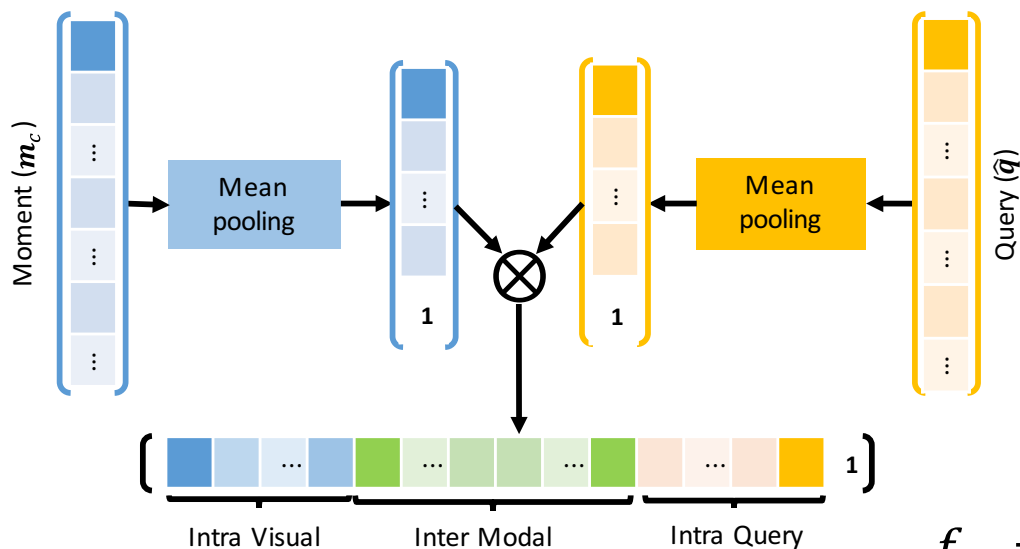 Moment (m_c)
⋮
⋮
⋮
Mean
pooling
⋮
1
⋮
1
Mean
pooling
⋮
⋮
⋮
Query (q̂)
... ... ... ... 1
Intra Visual Inter Modal Intra Query